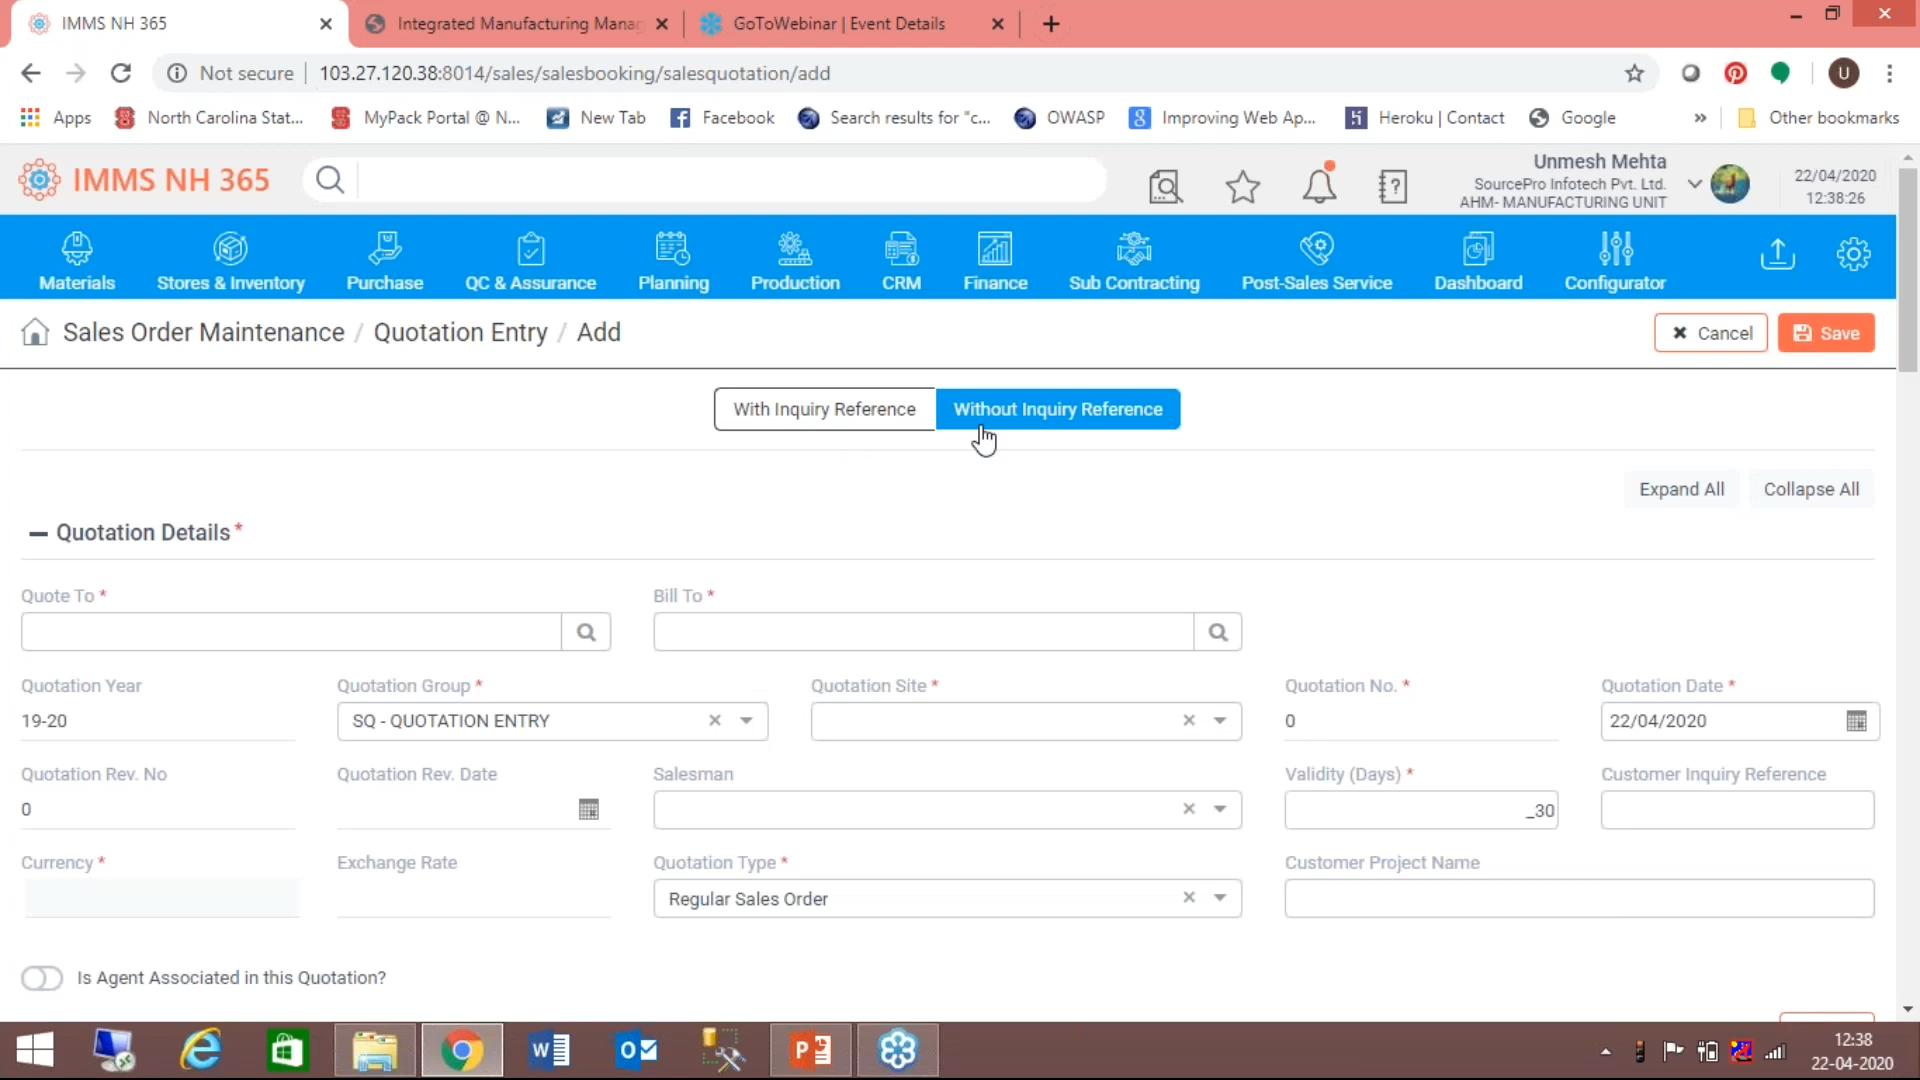 IMMS NH 365
Integrated Manufacturing Mana
GoToWebinar | Event Details
Not secure
103.27.120.38:8014/sales/salesbooking/salesquotation/add
U
Apps
North Carolina Stat...
MyPack Portal @ N...
New Tab
Facebook
Search results for "c...
OWASP
Improving Web Ap...
Heroku | Contact
Google
»
Other bookmarks
IMMS NH 365
Unmesh Mehta
SourcePro Infotech Pvt. Ltd.
AHM- MANUFACTURING UNIT
22/04/2020
12:38:26
Materials
Stores & Inventory
Purchase
QC & Assurance
Planning
Production
CRM
Finance
Sub Contracting
Post-Sales Service
Dashboard
Configurator
Sales Order Maintenance / Quotation Entry / Add
Cancel
Save
With Inquiry Reference
Without Inquiry Reference
Expand All
Collapse All
Quotation Details *
Quote To *
Bill To *
Quotation Year
Quotation Group *
Quotation Site *
Quotation No. *
Quotation Date *
19-20
SQ - QUOTATION ENTRY
0
22/04/2020
Quotation Rev. No
Quotation Rev. Date
Salesman
Validity (Days) *
Customer Inquiry Reference
0
_30
Currency *
Exchange Rate
Quotation Type *
Customer Project Name
Regular Sales Order
Is Agent Associated in this Quotation?
12:38
22-04-2020